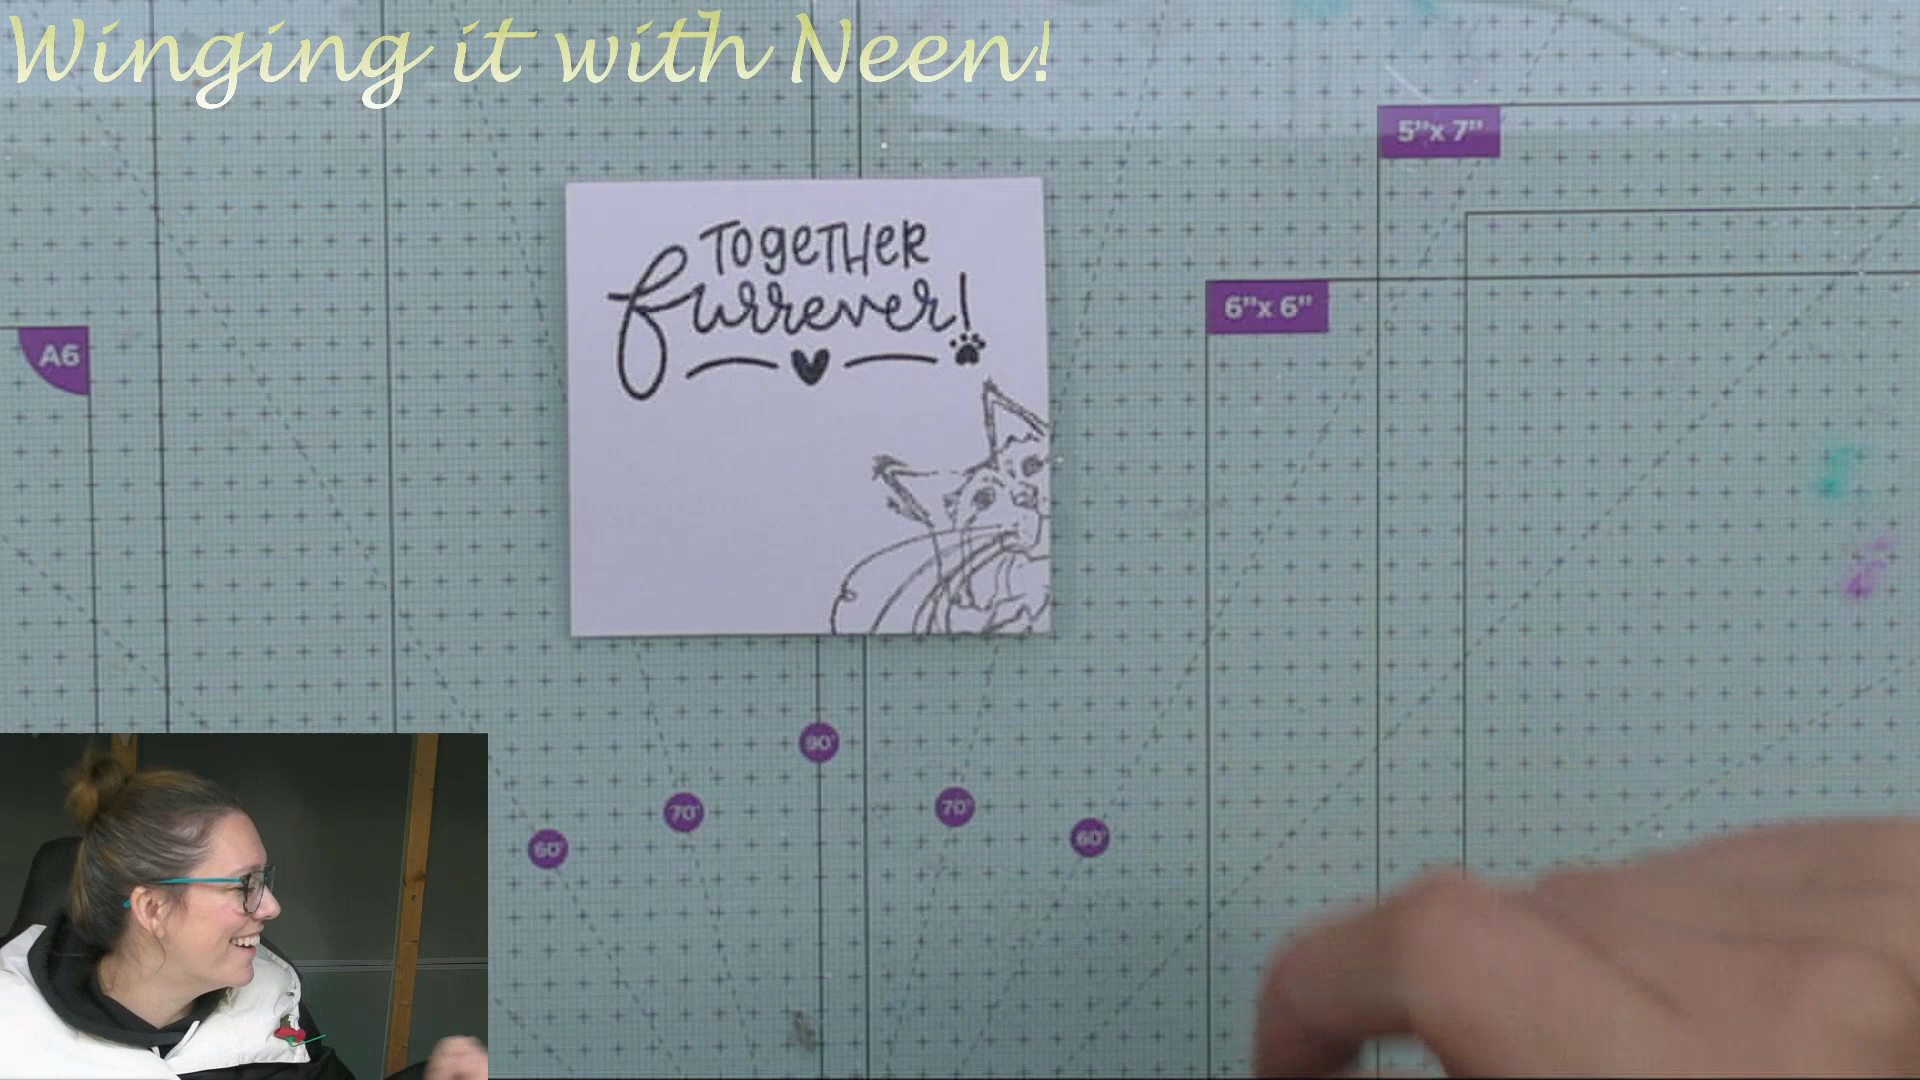 Winging it with Neen!
5"x 7"
TogeTHeR
furrever!
6"x 6"
A6
90°
70°
70°
60°
60°